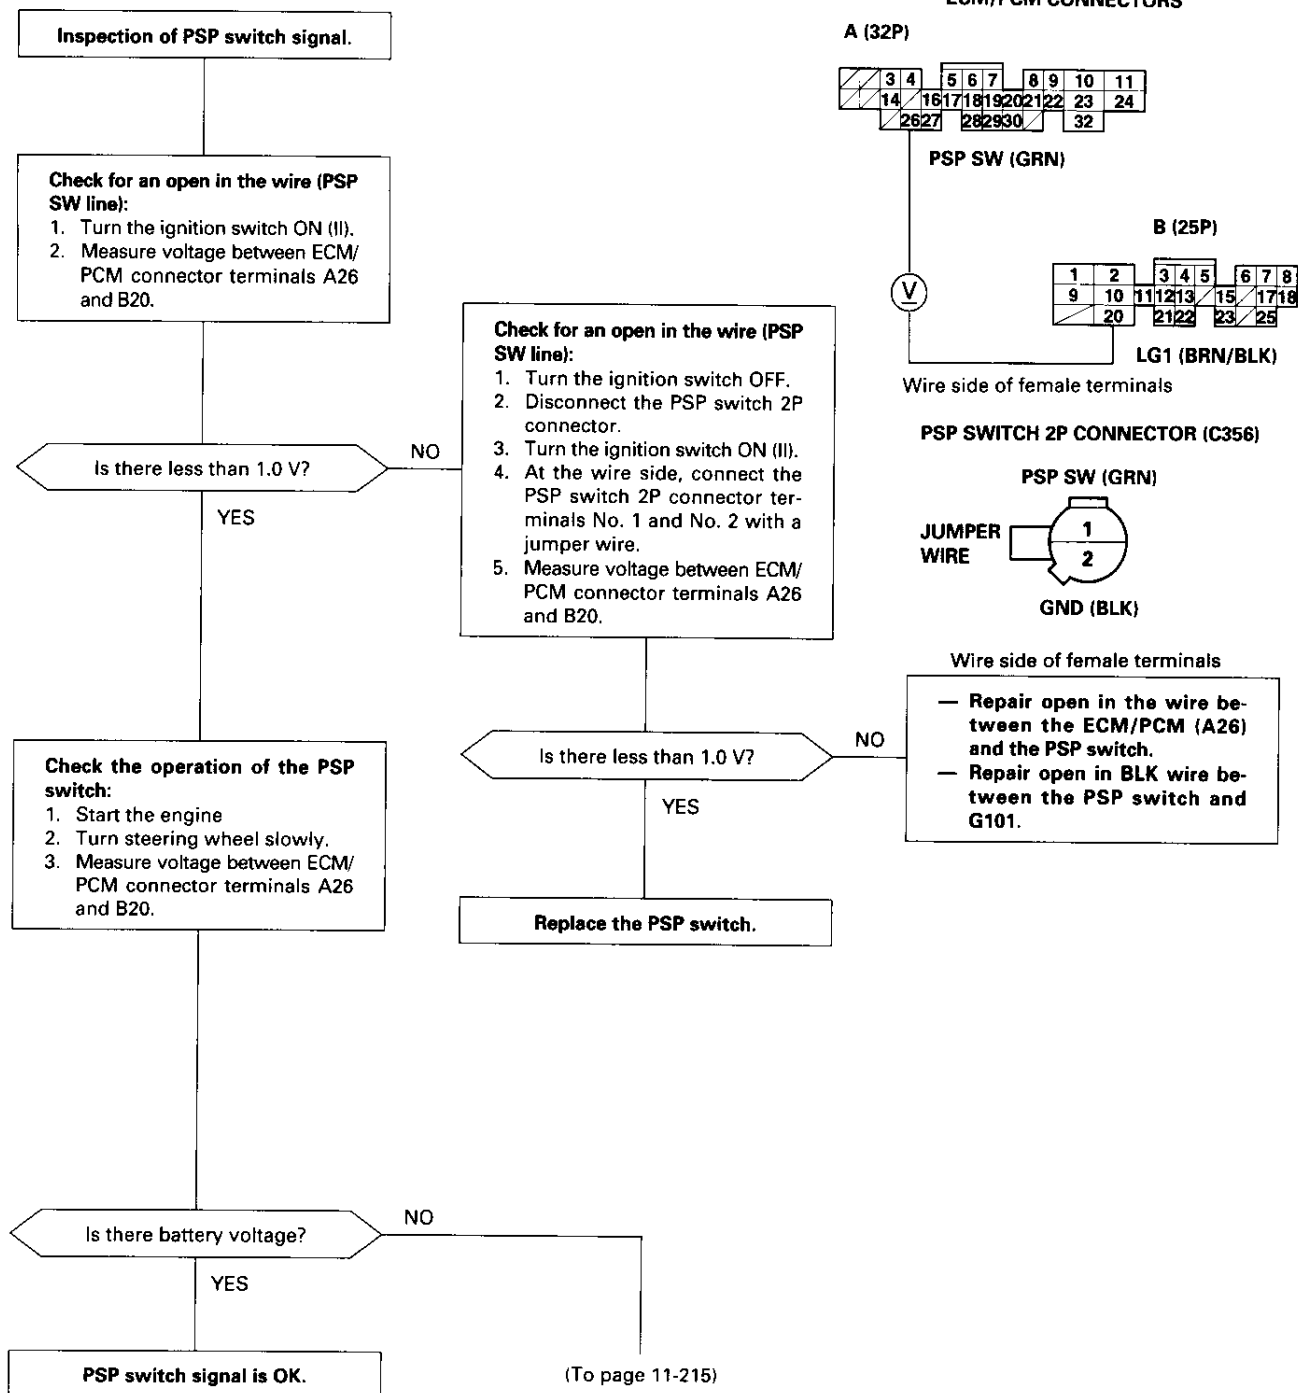 Inspection of PSP switch signal.
Check for an open in the wire (PSP
SW line):
1. Turn the ignition switch ON (II).
2. Measure voltage between ECM/
PCM connector terminals A26
and B20.
Is there less than 1.0 V?
NO
YES
Check for an open in the wire (PSP
SW line):
1. Turn the ignition switch OFF.
2. Disconnect the PSP switch 2P
connector.
3. Turn the ignition switch ON (II).
4. At the wire side, connect the
PSP switch 2P connector ter-
minals No. 1 and No. 2 with a
jumper wire.
5. Measure voltage between ECM/
PCM connector terminals A26
and B20.
Is there less than 1.0 V?
NO
YES
Replace the PSP switch.
— Repair open in the wire be-
tween the ECM/PCM (A26)
and the PSP switch.
— Repair open in BLK wire be-
tween the PSP switch and
G101.
Check the operation of the PSP
switch:
1. Start the engine
2. Turn steering wheel slowly.
3. Measure voltage between ECM/
PCM connector terminals A26
and B20.
Is there battery voltage?
NO
YES
PSP switch signal is OK.
(To page 11-215)
ECM/PCM CONNECTORS
A (32P)
3 4 5 6 7 8 9 10 11
14 16 17 18 19 20 21 22 23 24
26 27 28 29 30 32
PSP SW (GRN)
V
B (25P)
1 2 3 4 5 6 7 8
9 10 11 12 13 15 17 18
20 21 22 23 25
LG1 (BRN/BLK)
Wire side of female terminals
PSP SWITCH 2P CONNECTOR (C356)
PSP SW (GRN)
JUMPER
WIRE
1
2
GND (BLK)
Wire side of female terminals